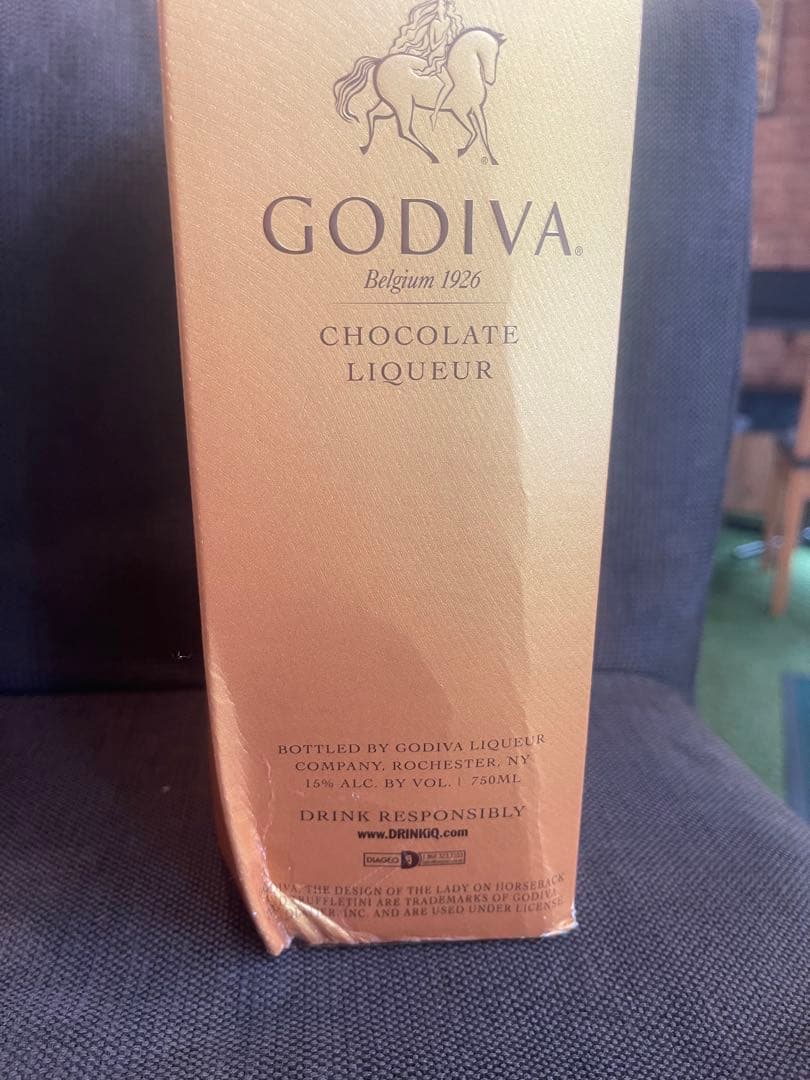 GODIVA®
Belgium 1926
CHOCOLATE
LIQUEUR
BOTTLED BY GODIVA LIQUEUR
COMPANY, ROCHESTER, NY
15% ALC. BY VOL. | 750ML
DRINK RESPONSIBLY
www.DRINKiQ.com
DIAGEO
THE DESIGN OF THE LADY ON HORSEBACK
ARE TRADEMARKS OF GODIVA
INC. AND ARE USED UNDER LICENSE